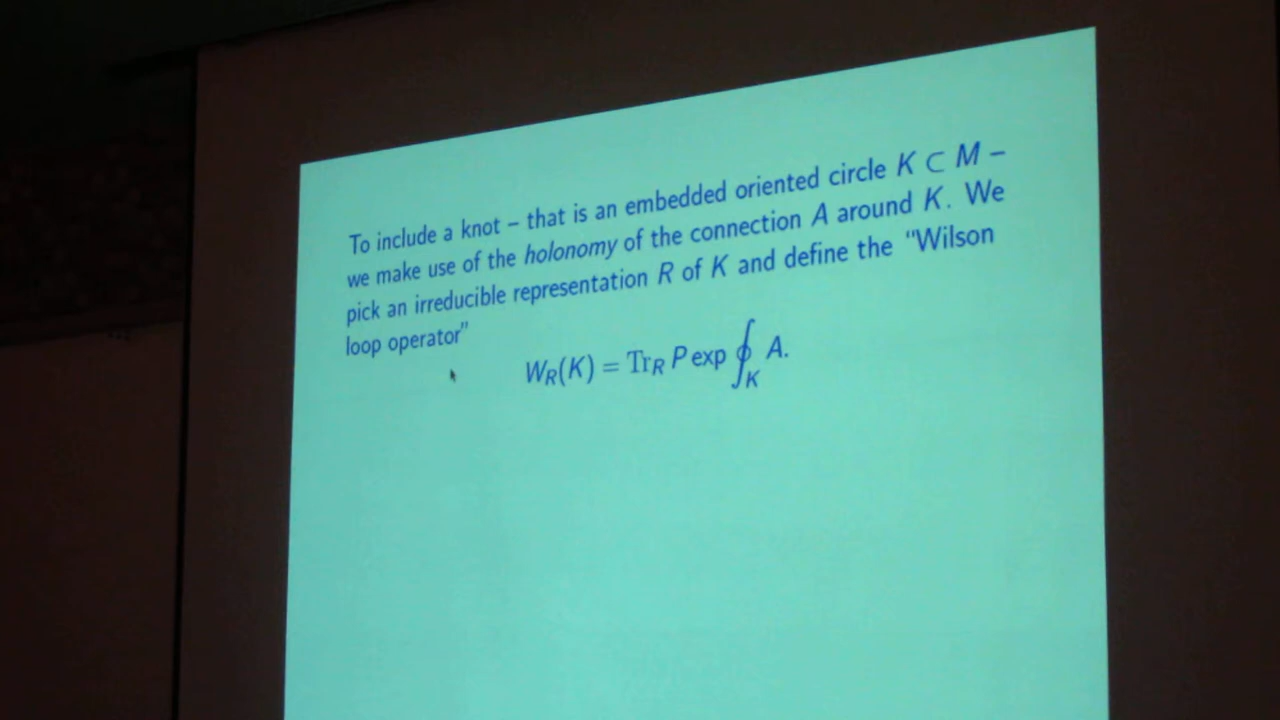 To include a knot – that is an embedded oriented circle K ⊂ M –
we make use of the holonomy of the connection A around K. We
pick an irreducible representation R of K and define the "Wilson
loop operator"
W_R(K) = Tr_R P exp ∮_K A.